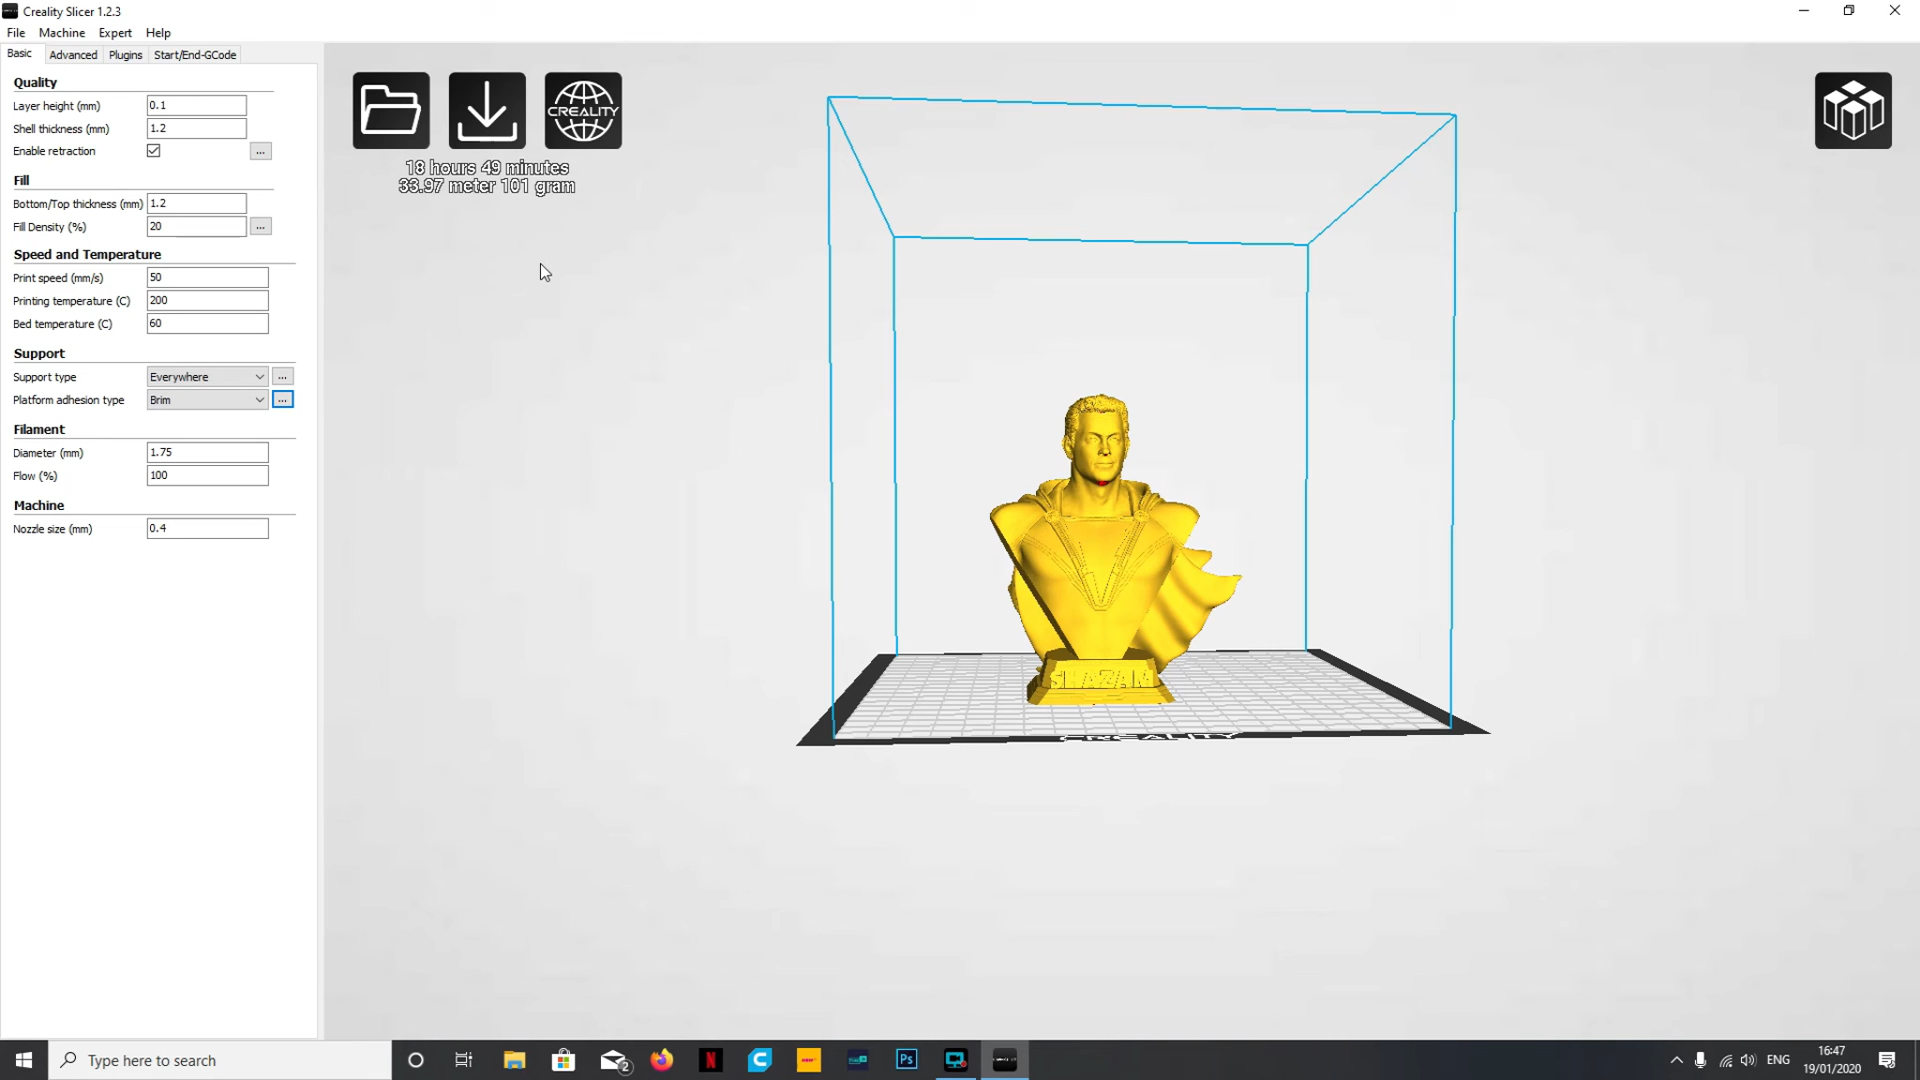 Creality Slicer 1.2.3
File Machine Expert Help
Basic Advanced Plugins Start/End-GCode
Quality
Layer height (mm) 0.1
Shell thickness (mm) 1.2
Enable retraction ...
Fill
Bottom/Top thickness (mm) 1.2
Fill Density (%) 20 ...
Speed and Temperature
Print speed (mm/s) 50
Printing temperature (C) 200
Bed temperature (C) 60
Support
Support type Everywhere ...
Platform adhesion type Brim ...
Filament
Diameter (mm) 1.75
Flow (%) 100
Machine
Nozzle size (mm) 0.4
CREALITY
18 hours 49 minutes
33.97 meter 101 gram
SHAZAM
CREALITY
Type here to search
2
N
C
Ps
ENG
16:47
19/01/2020